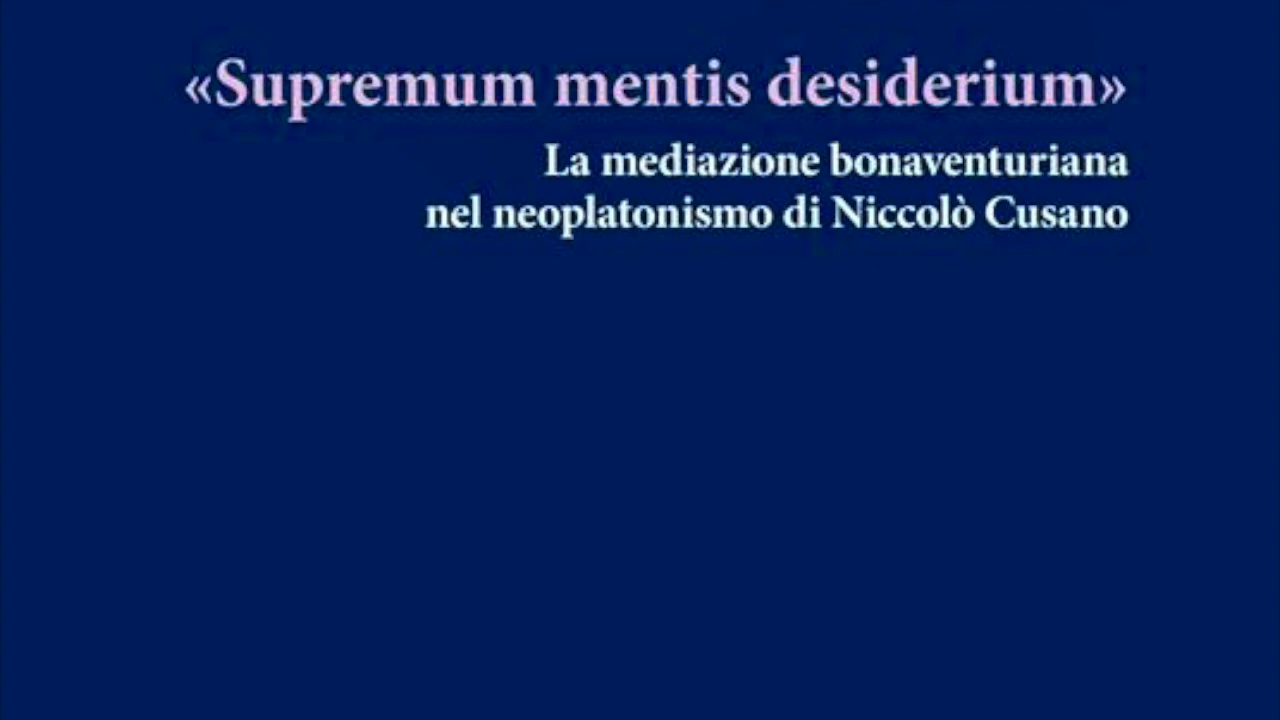 «Supremum mentis desiderium»
La mediazione bonaventuriana
nel neoplatonismo di Niccolò Cusano